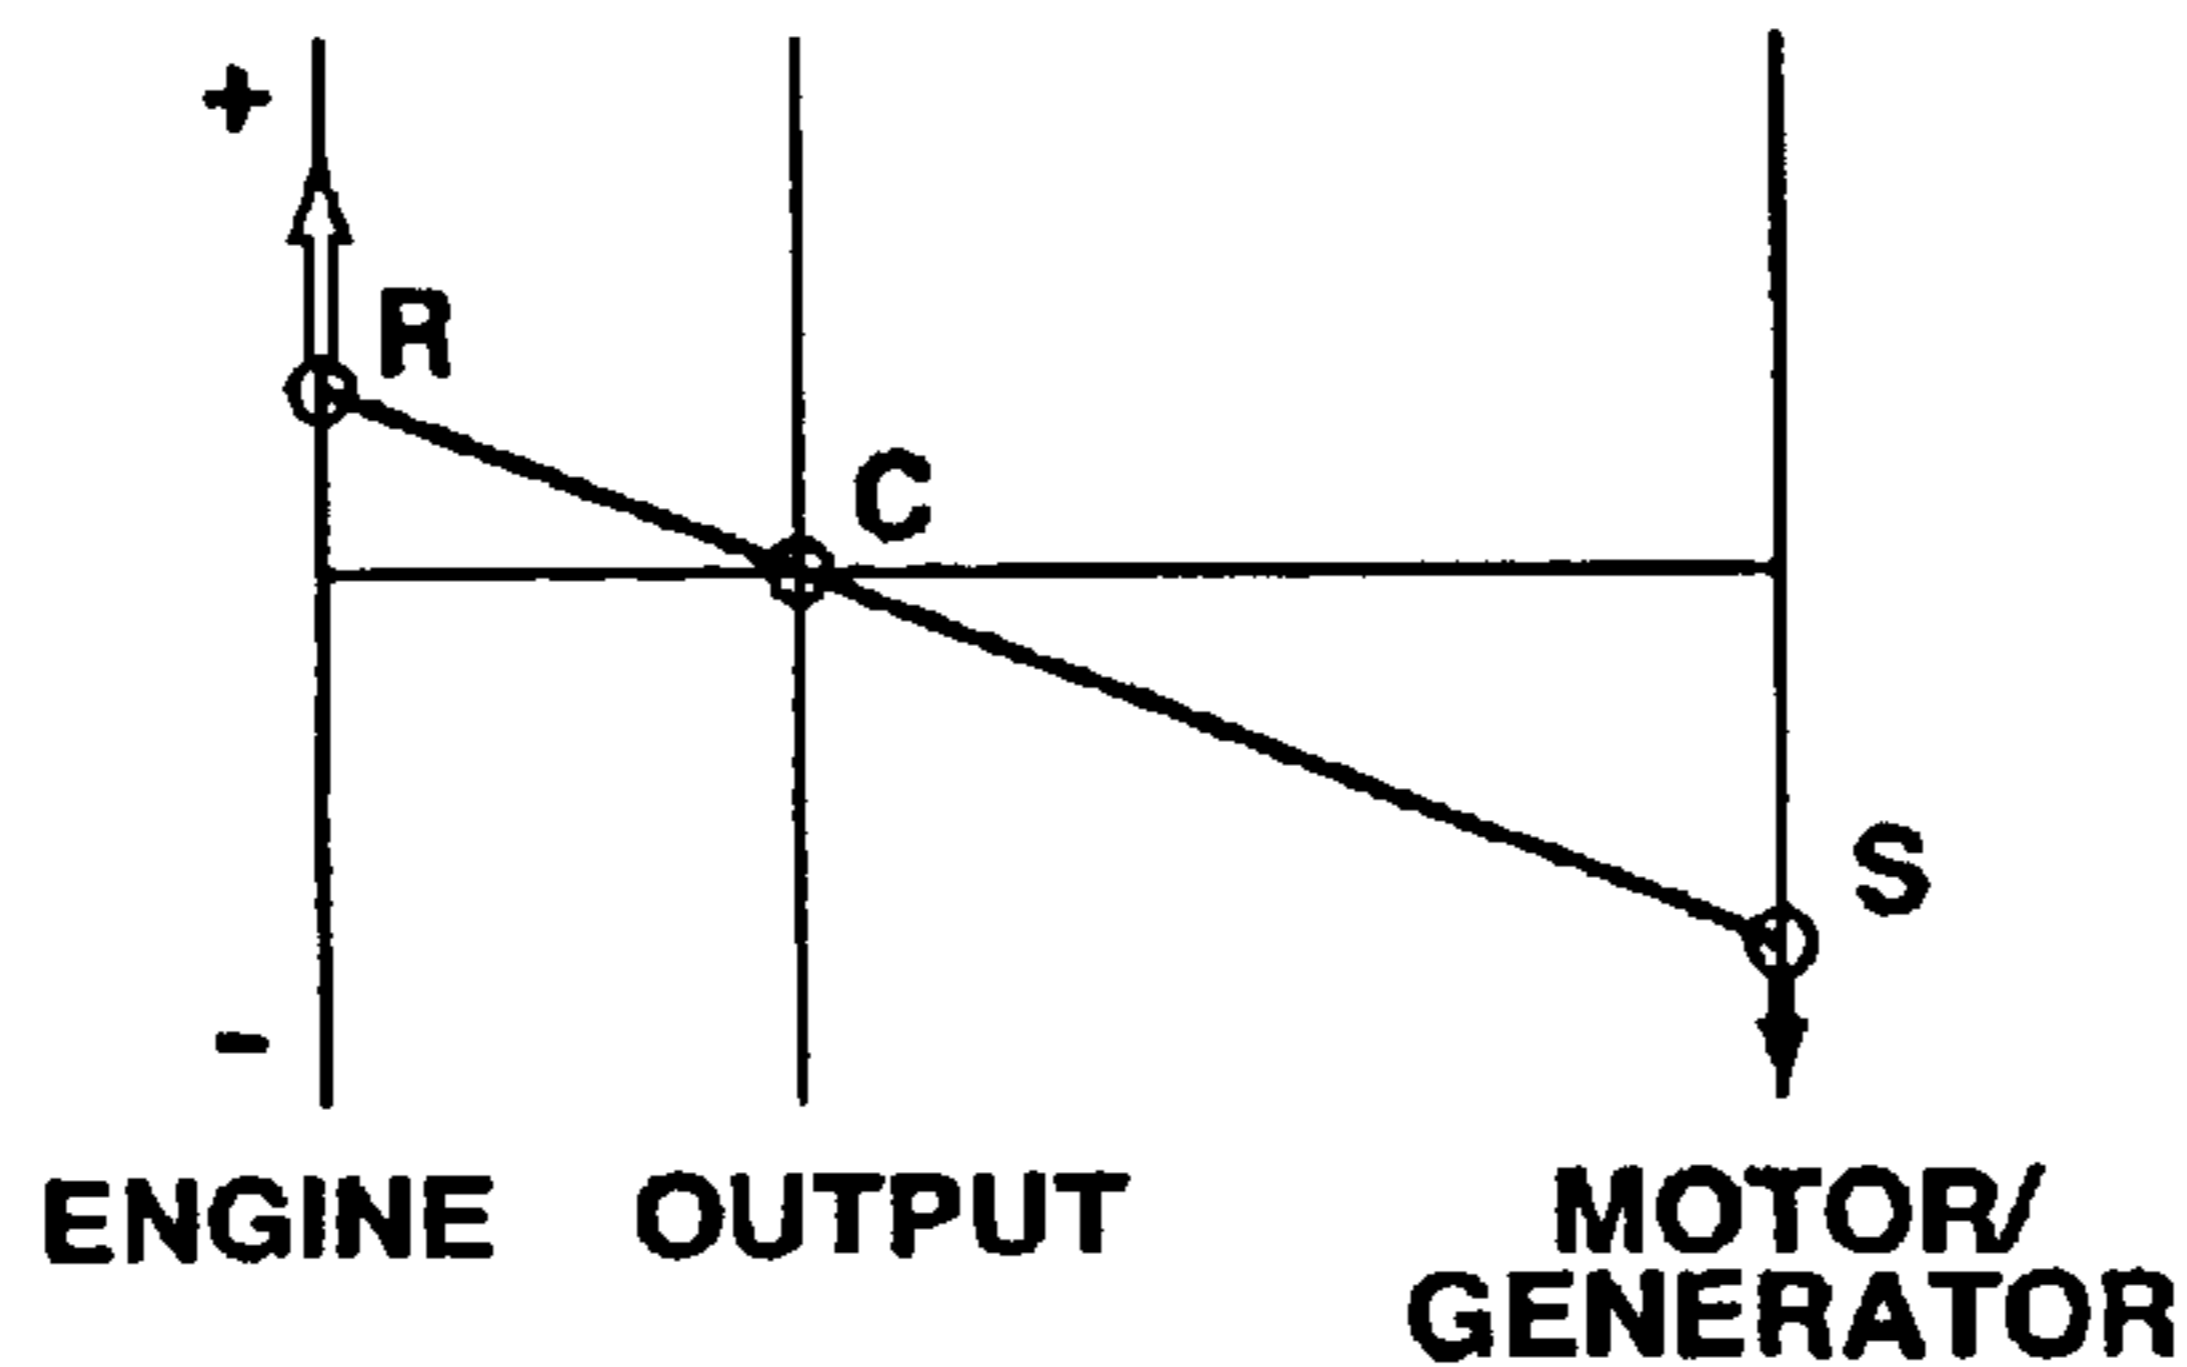 +
R
C
S
-
ENGINE OUTPUT MOTOR/
GENERATOR